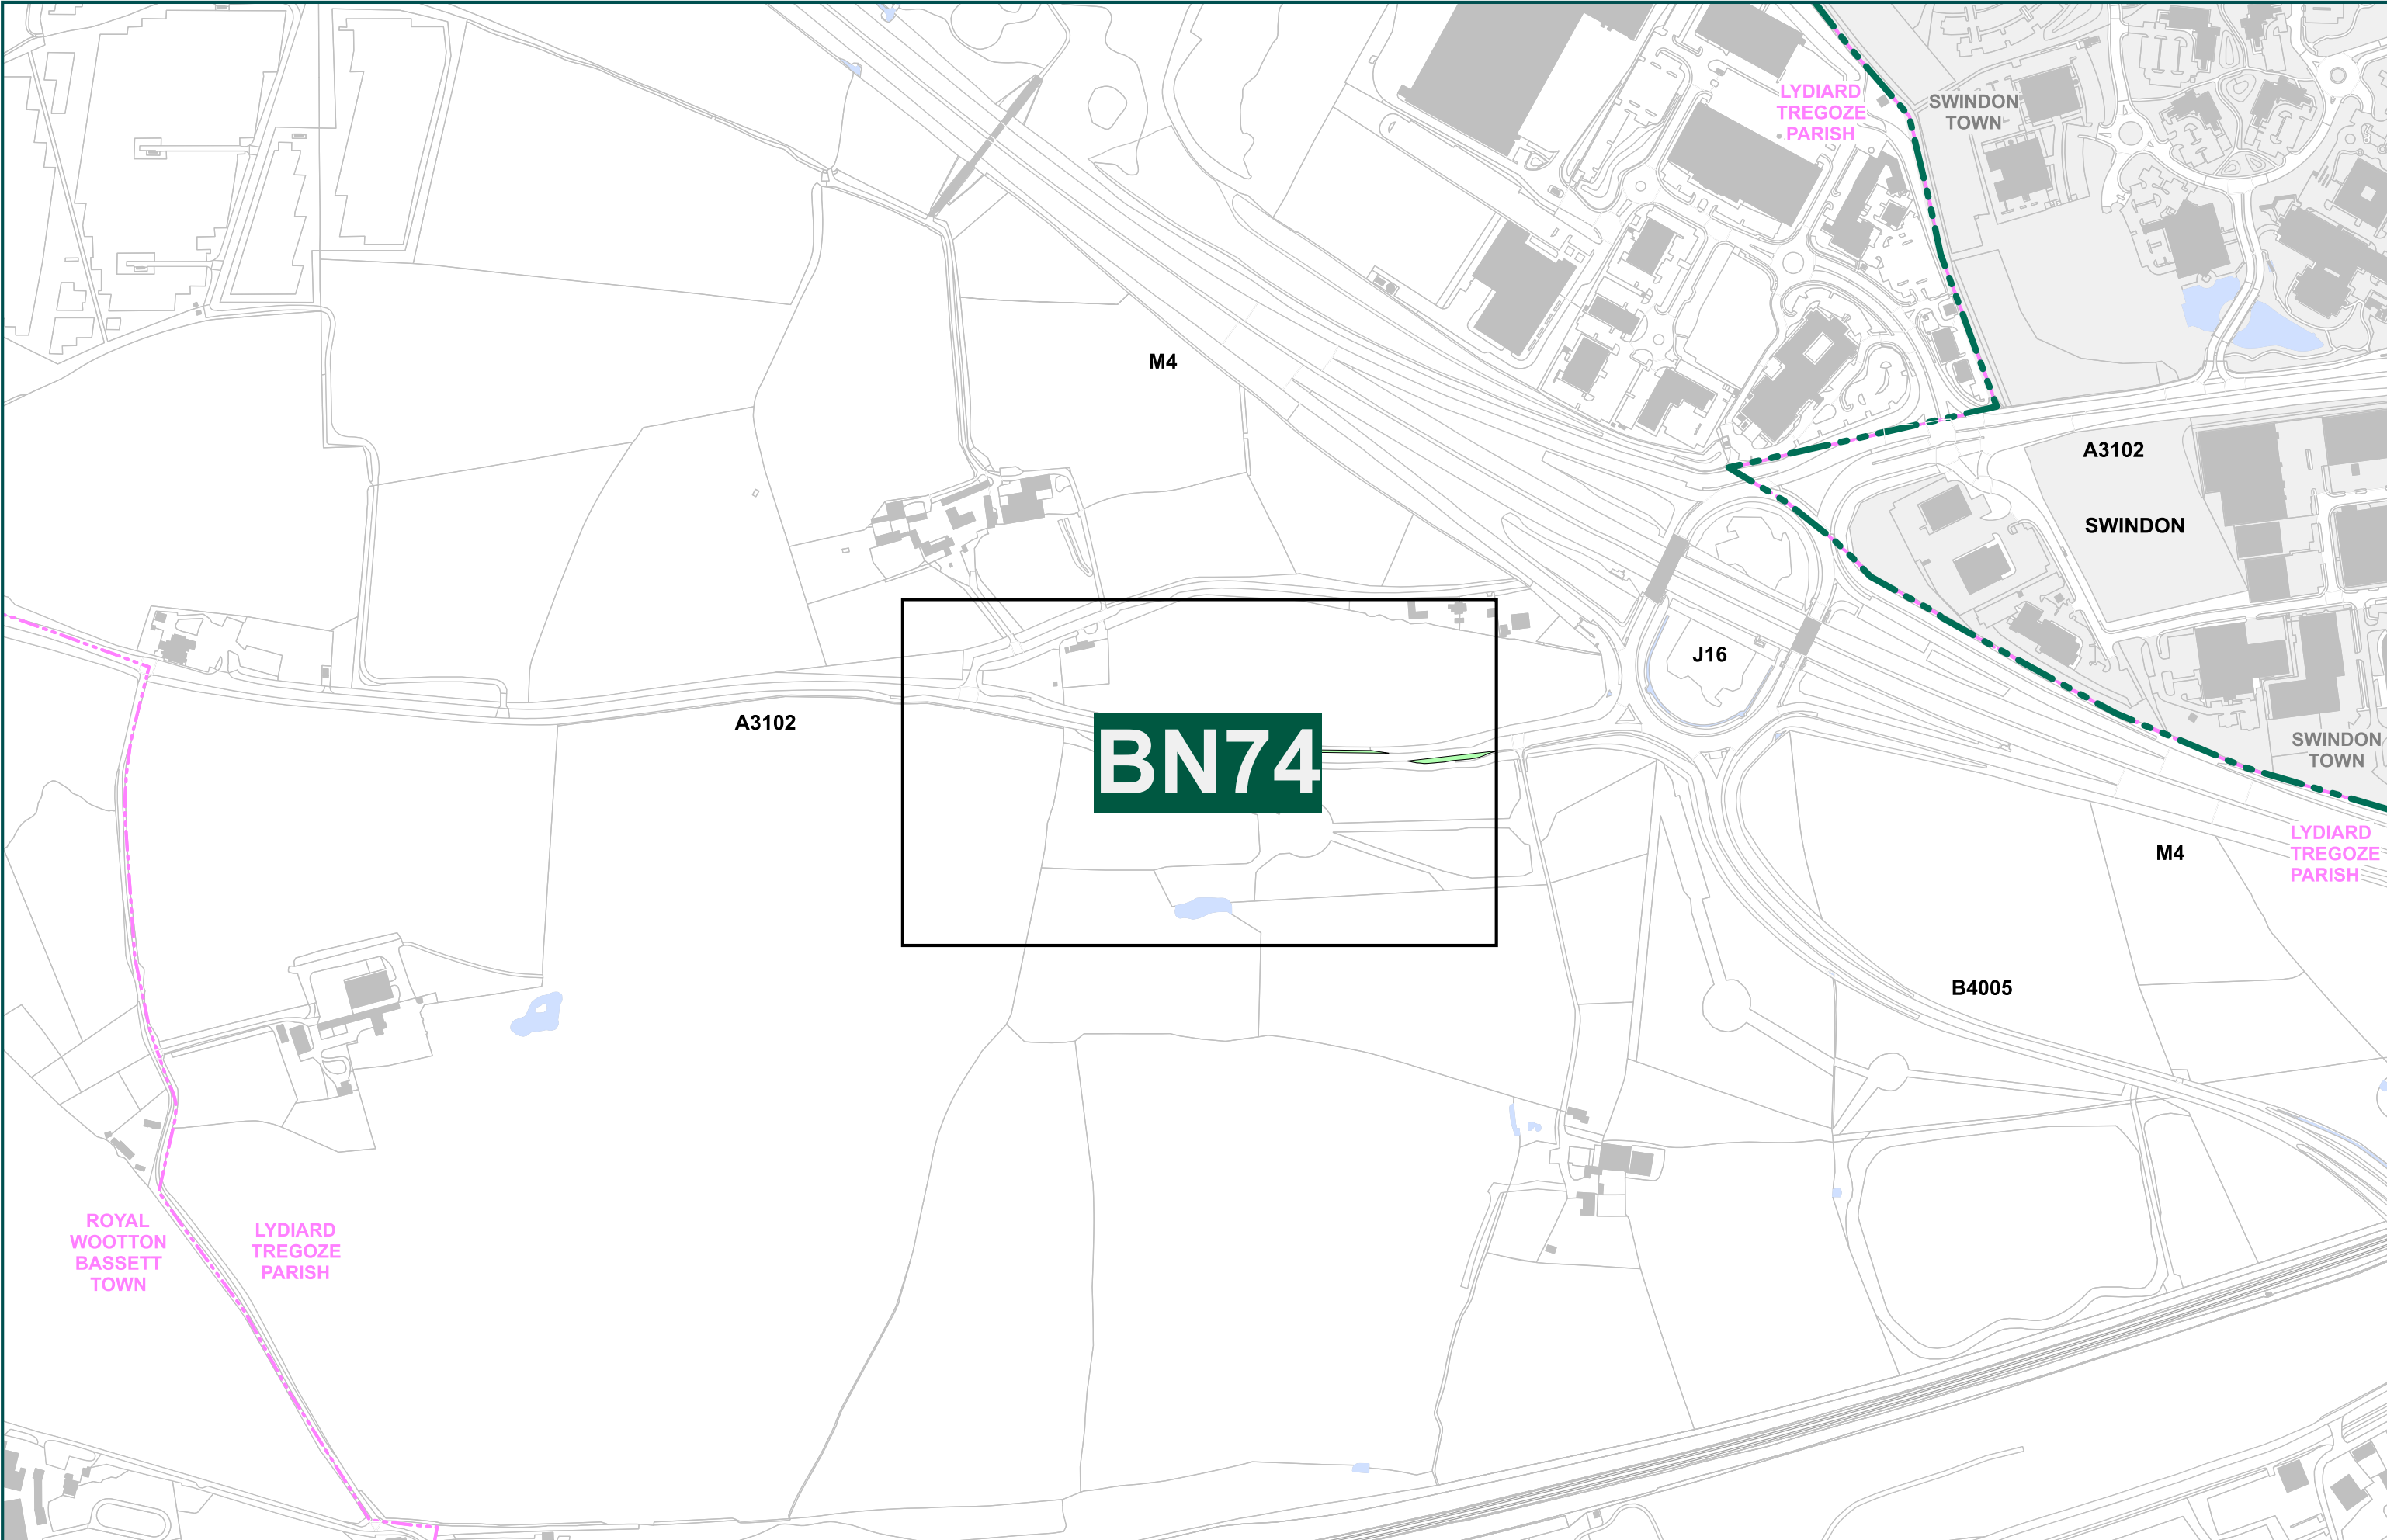 LYDIARD
TREGOZE
PARISH
SWINDON
TOWN
M4
A3102
SWINDON
J16
A3102
BN74
SWINDON
TOWN
LYDIARD
TREGOZE
PARISH
M4
B4005
ROYAL
WOOTTON
BASSETT
TOWN
LYDIARD
TREGOZE
PARISH